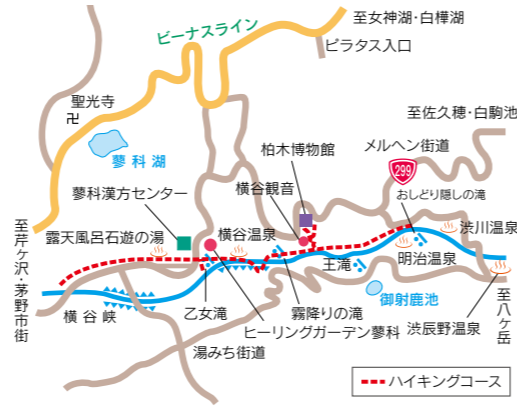 至女神湖・白樺湖
ビーナスライン
ピラタス入口
聖光寺
卍
至佐久穂・白駒池
蓼科湖
柏木博物館
メルヘン街道
299
蓼科漢方センター
横谷観音
おしどり隠しの滝
露天風呂石遊の湯
横谷温泉
渋川温泉
至芹ヶ沢・茅野市街
王滝
明治温泉
横谷峡
乙女滝
霧降りの滝
御射鹿池
渋辰野温泉
至八ヶ岳
ヒーリングガーデン蓼科
湯みち街道
ハイキングコース